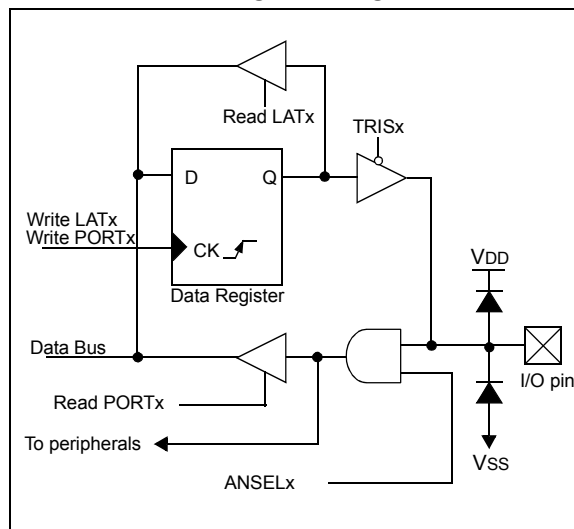 Read LATx
TRISx
D
Q
Write LATx
Write PORTx
CK
Data Register
VDD
Data Bus
I/O pin
Read PORTx
To peripherals
VSS
ANSELx